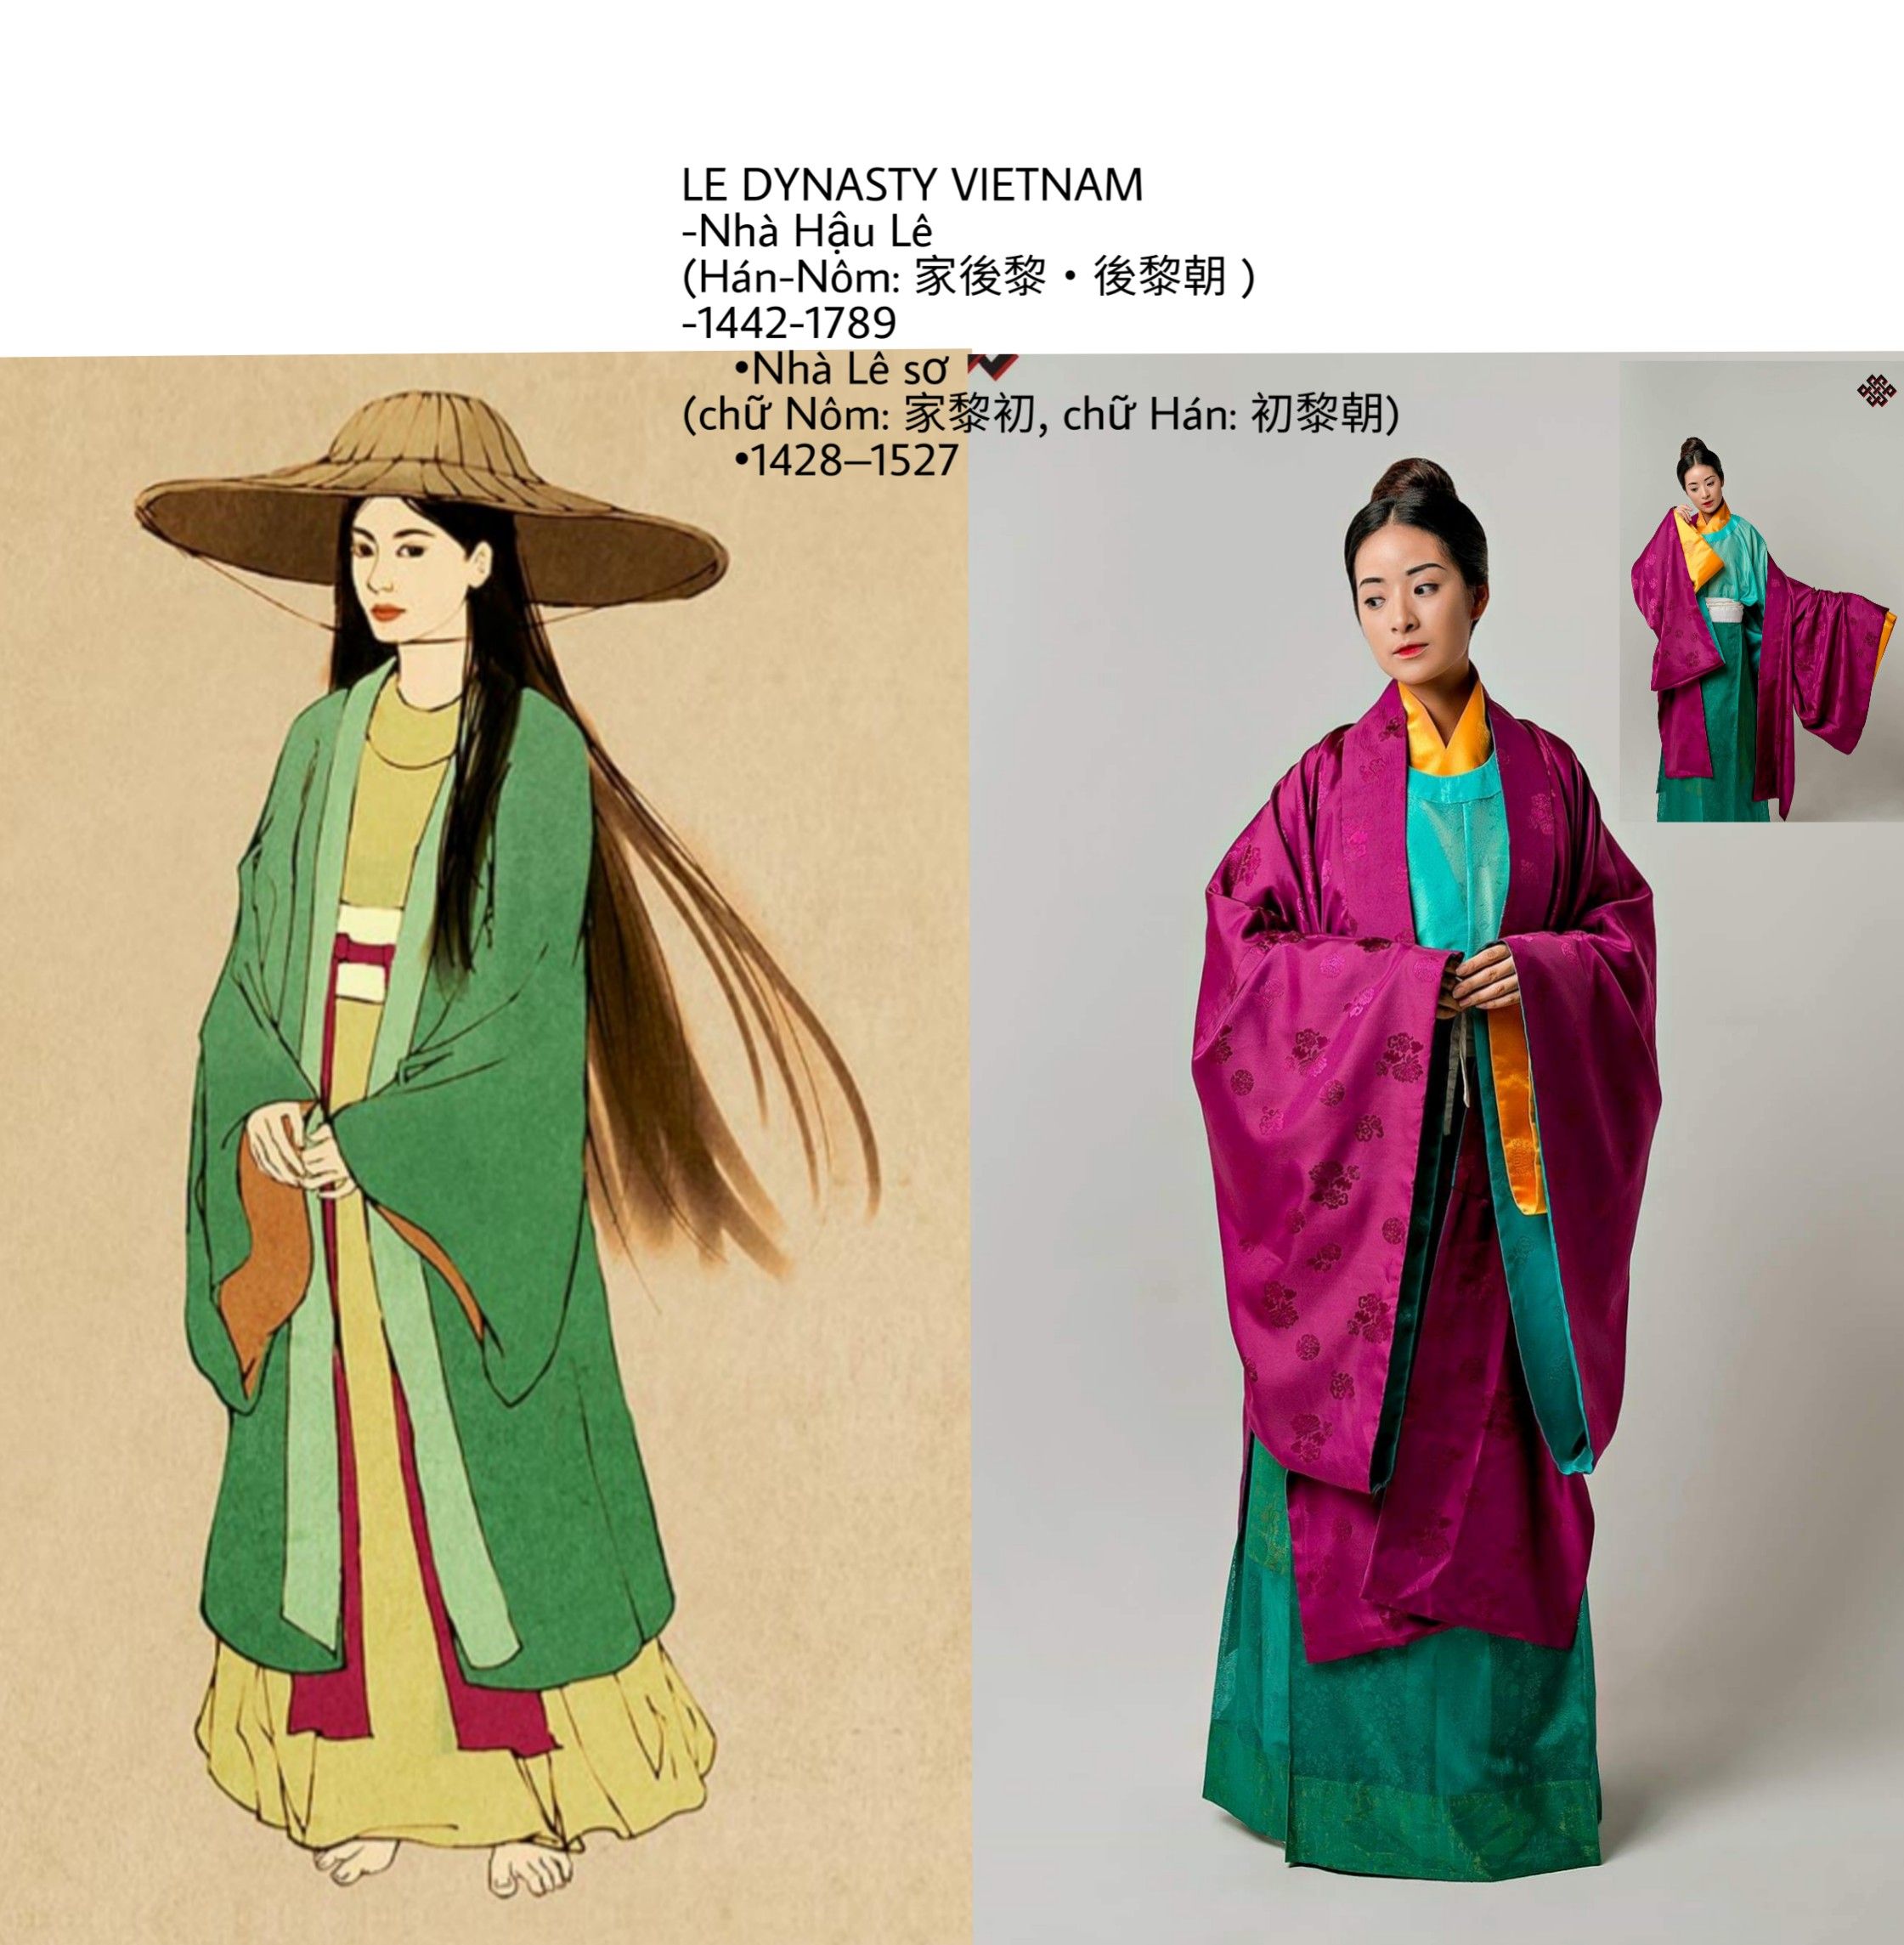 LE DYNASTY VIETNAM
-Nhà Hậu Lê
(Hán-Nôm: 家後黎・後黎朝 )
-1442-1789
•Nhà Lê sơ
(chữ Nôm: 家黎初, chữ Hán: 初黎朝)
•1428–1527